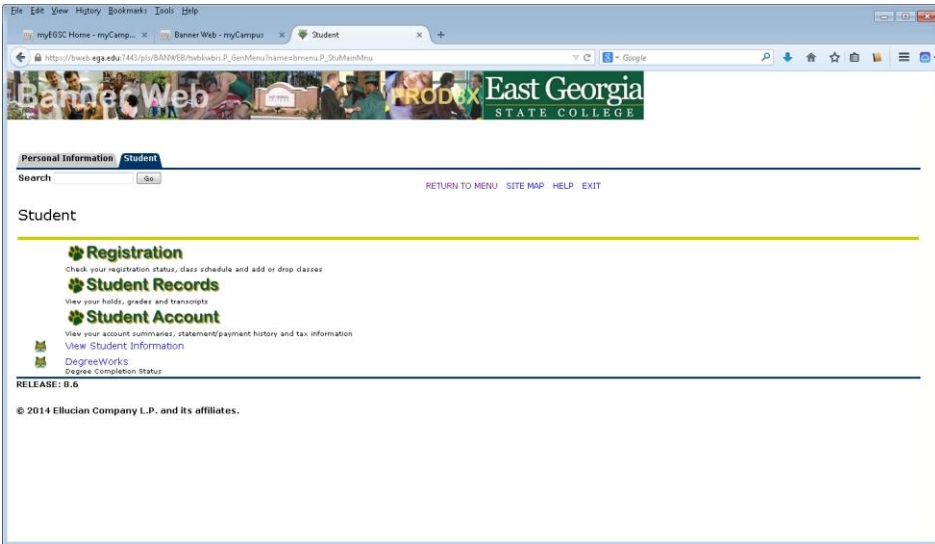 File Edit View History Bookmarks Tools Help
myEGSC Home - myCamp... × Banner Web - myCampus × Student × +
https://bweb.ega.edu:7443/pls/BANWEB/twbkwbis.P_GenMenu?name=bmenu.P_StuMainMnu Google
BannerWeb PROD8X East Georgia
STATE COLLEGE
Personal Information Student
Search Go
RETURN TO MENU SITE MAP HELP EXIT
Student
Registration
Check your registration status, class schedule and add or drop classes
Student Records
View your holds, grades and transcripts
Student Account
View your account summaries, statement/payment history and tax information
View Student Information
DegreeWorks
Degree Completion Status
RELEASE: 8.6
© 2014 Ellucian Company L.P. and its affiliates.